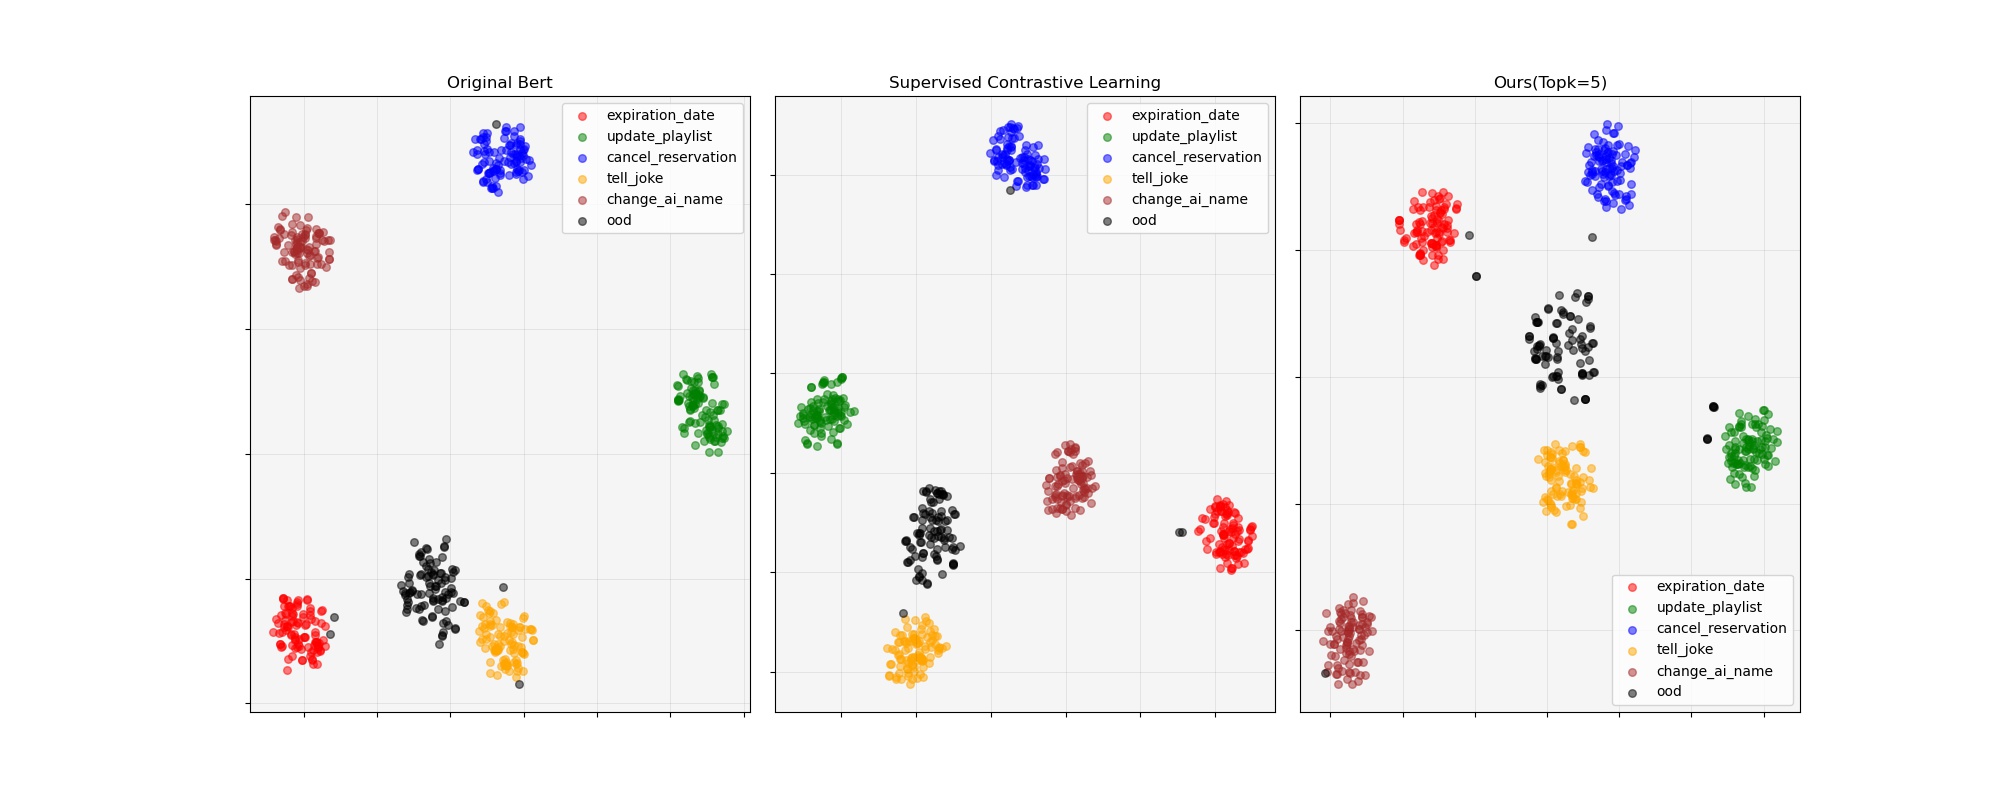 Original Bert
expiration_date
update_playlist
cancel_reservation
tell_joke
change_ai_name
ood
Supervised Contrastive Learning
expiration_date
update_playlist
cancel_reservation
tell_joke
change_ai_name
ood
Ours(Topk=5)
expiration_date
update_playlist
cancel_reservation
tell_joke
change_ai_name
ood